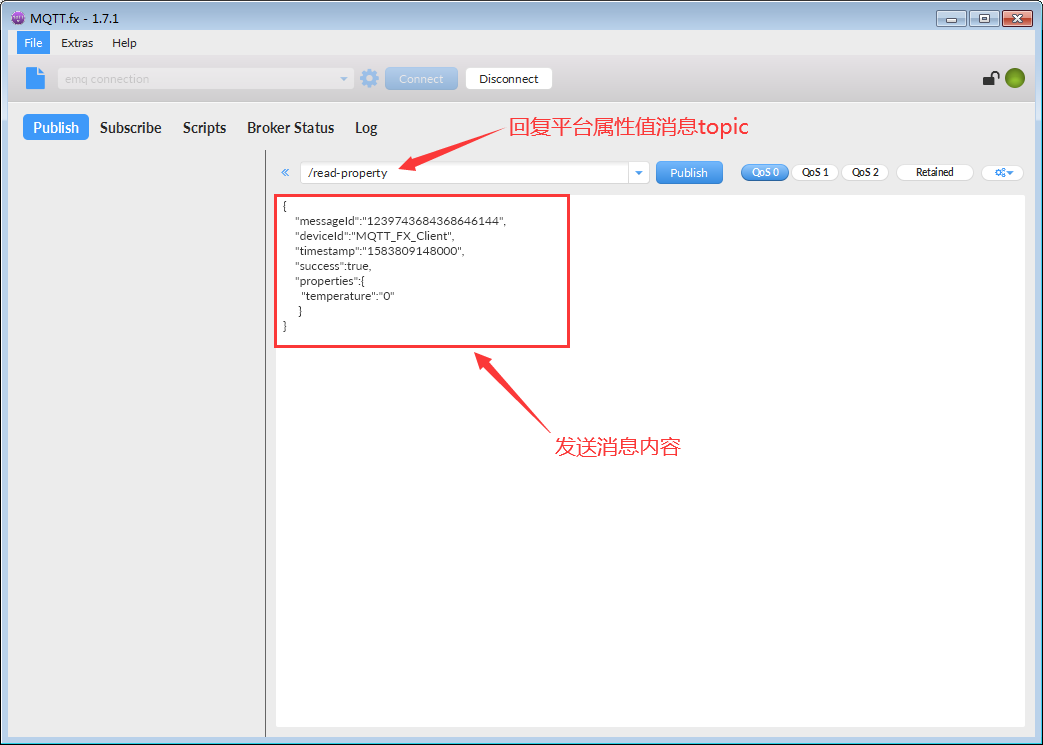 MQTT.fx - 1.7.1
File Extras Help
emq connection Connect Disconnect
Publish Subscribe Scripts Broker Status Log
回复平台属性值消息topic
/read-property Publish QoS 0 QoS 1 QoS 2 Retained
{
"messageId":"1239743684368646144",
"deviceId":"MQTT_FX_Client",
"timestamp":"1583809148000",
"success":true,
"properties":{
"temperature":"0"
}
}
发送消息内容